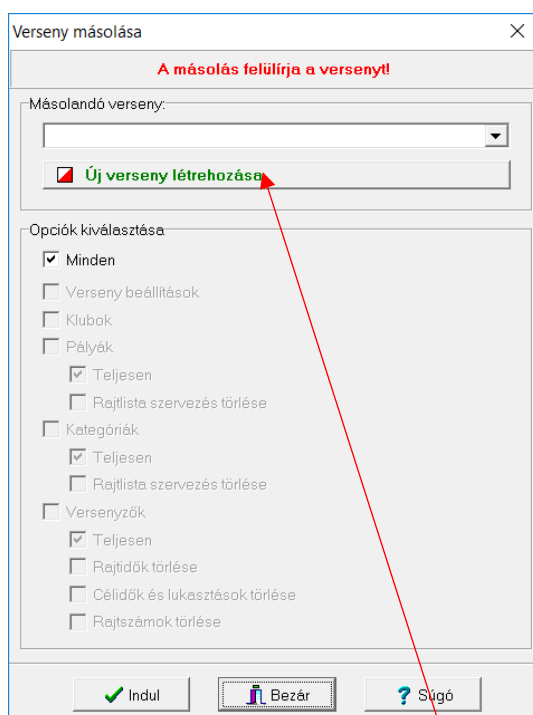 Verseny másolása
A másolás felülírja a versenyt!
Másolandó verseny:
Új verseny létrehozása
Opciók kiválasztása
Minden
Verseny beállítások
Klubok
Pályák
Teljesen
Rajtlista szervezés törlése
Kategóriák
Teljesen
Rajtlista szervezés törlése
Versenyzők
Teljesen
Rajtidők törlése
Célidők és lukasztások törlése
Rajtszámok törlése
Indul Bezár Súgó